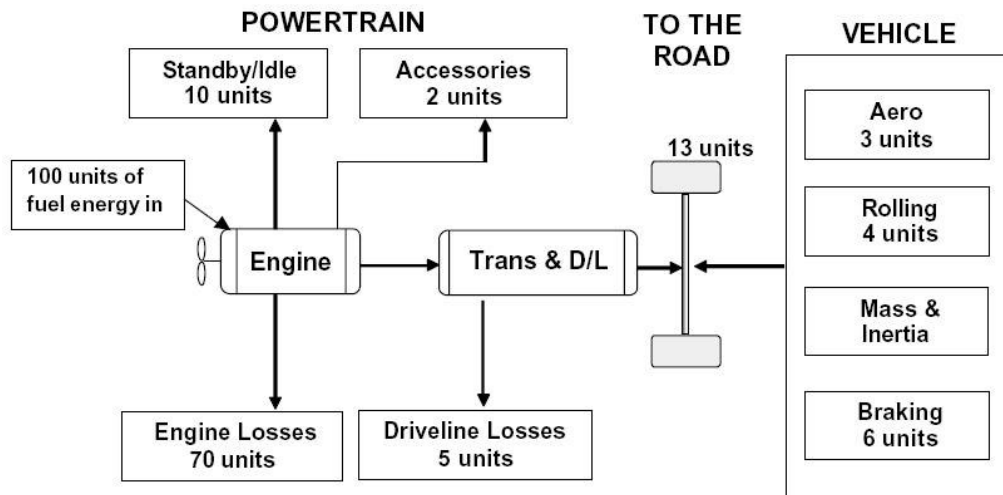 POWERTRAIN
TO THE
ROAD
VEHICLE
Standby/Idle
10 units
Accessories
2 units
Aero
3 units
13 units
100 units of
fuel energy in
Rolling
4 units
Engine
Trans & D/L
Mass &
Inertia
Engine Losses
70 units
Driveline Losses
5 units
Braking
6 units